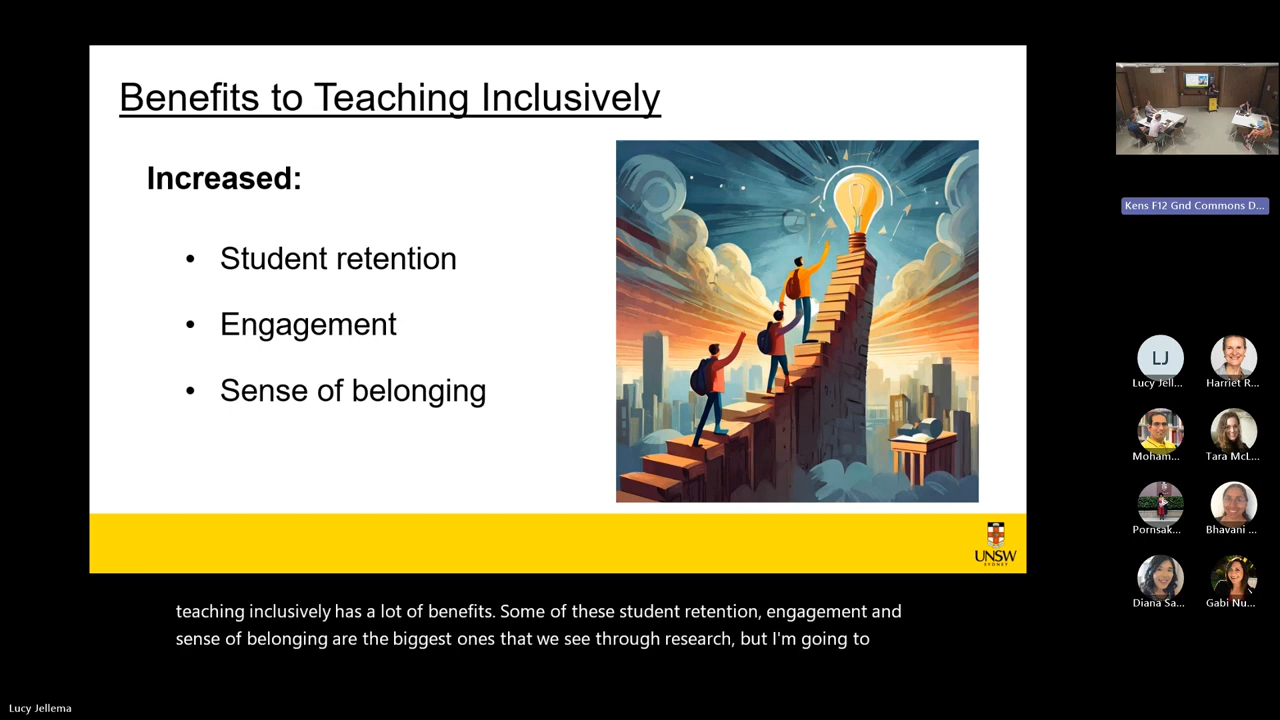 Benefits to Teaching Inclusively
Increased:
• Student retention
• Engagement
• Sense of belonging
UNSW
SYDNEY
teaching inclusively has a lot of benefits. Some of these student retention, engagement and
sense of belonging are the biggest ones that we see through research, but I'm going to
Lucy Jellema
Kens F12 Gnd Commons D...
LJ
Lucy Jell...
Harriet R...
Moham...
Tara McL...
Pornsak...
Bhavani ...
Diana Sa...
Gabi Nu...